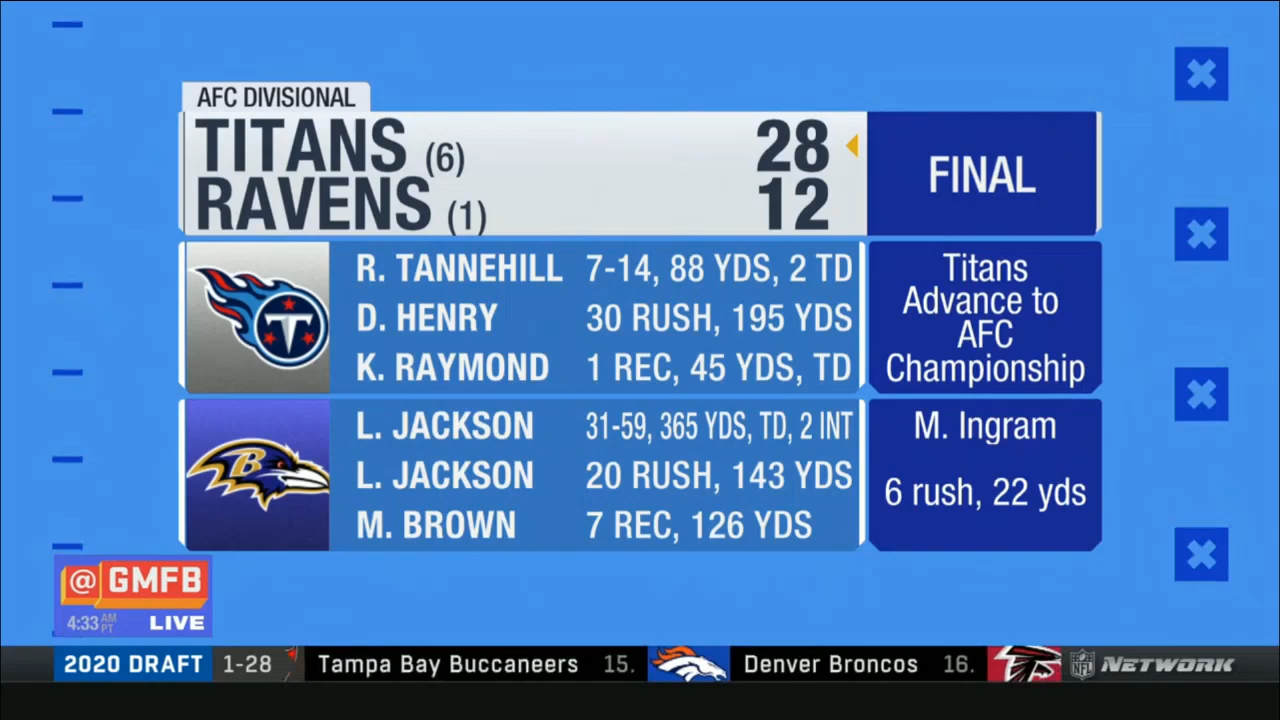 AFC DIVISIONAL
TITANS (6) 28
RAVENS (1) 12
FINAL
R. TANNEHILL 7-14, 88 YDS, 2 TD
D. HENRY 30 RUSH, 195 YDS
K. RAYMOND 1 REC, 45 YDS, TD
Titans
Advance to
AFC
Championship
L. JACKSON 31-59, 365 YDS, TD, 2 INT
L. JACKSON 20 RUSH, 143 YDS
M. BROWN 7 REC, 126 YDS
M. Ingram
6 rush, 22 yds
@ GMFB
4:33 AM PT LIVE
2020 DRAFT 1-28 Tampa Bay Buccaneers 15. Denver Broncos 16. NFL NETWORK